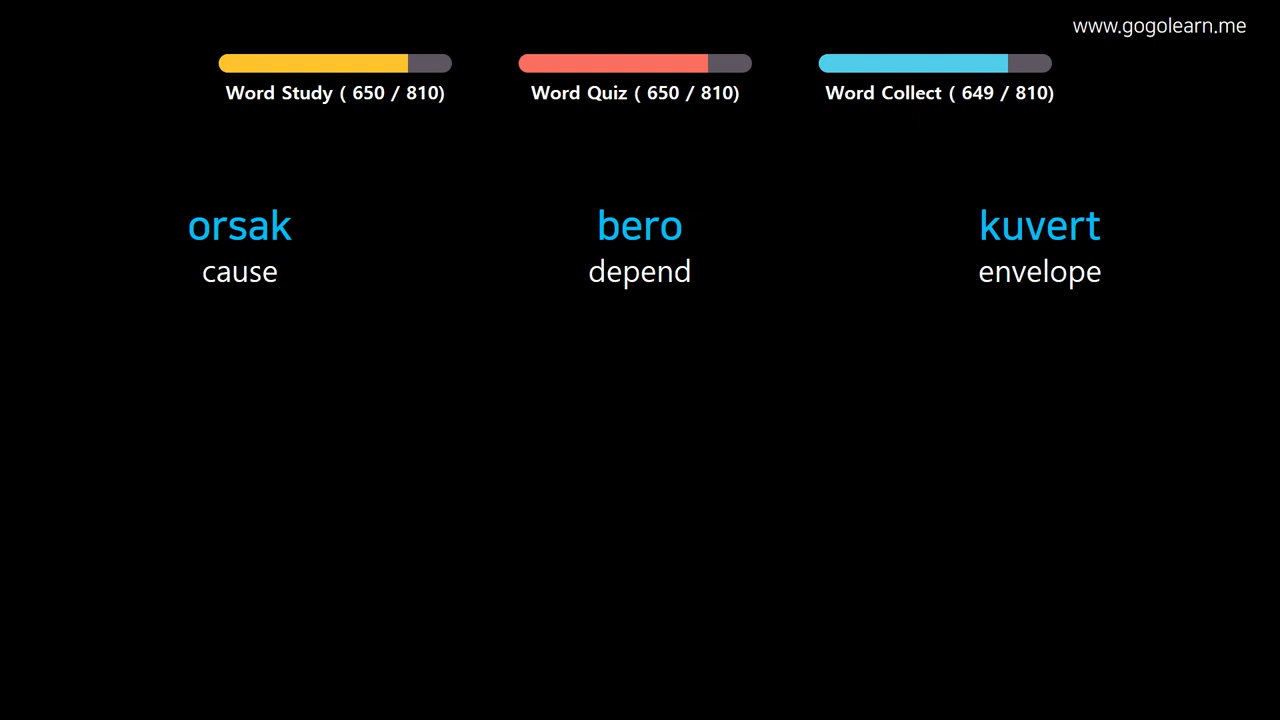 www.gogolearn.me
Word Study ( 650 / 810)
Word Quiz ( 650 / 810)
Word Collect ( 649 / 810)
orsak
cause
bero
depend
kuvert
envelope